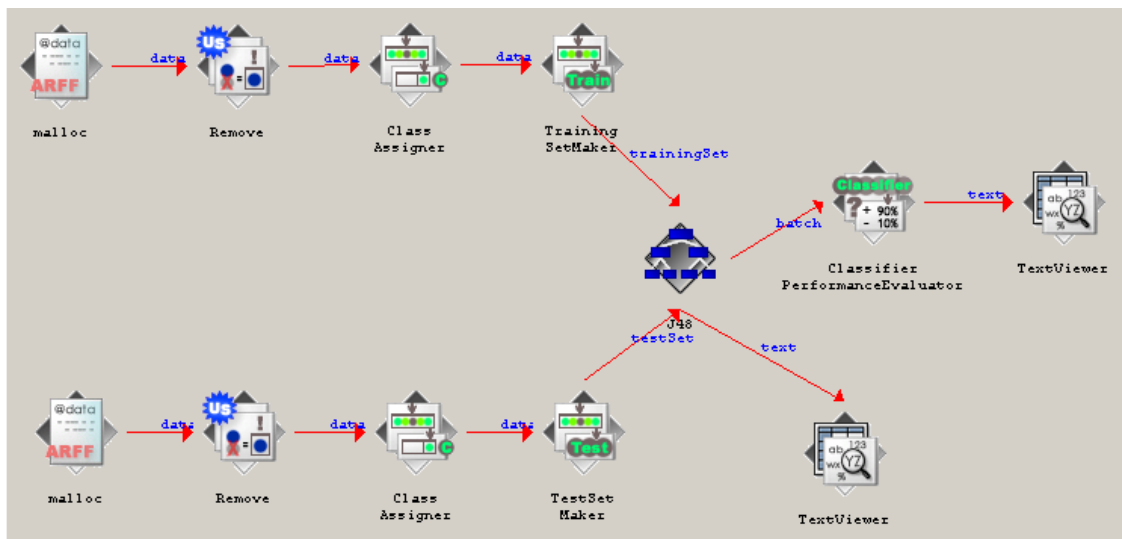 @data
ARFF
malloc
data
Us
!
A = 
Remove
data
C
Class
Assigner
data
Train
Training
SetMaker
trainingSet
Classifier
? + 90%
- 10%
Classifier
PerformanceEvaluator
batch
text
ab 123
wx YZ
%
TextViewer
J48
testSet
text
@data
ARFF
malloc
data
Us
!
A = 
Remove
data
C
Class
Assigner
data
Test
TestSet
Maker
ab 123
wx YZ
%
TextViewer